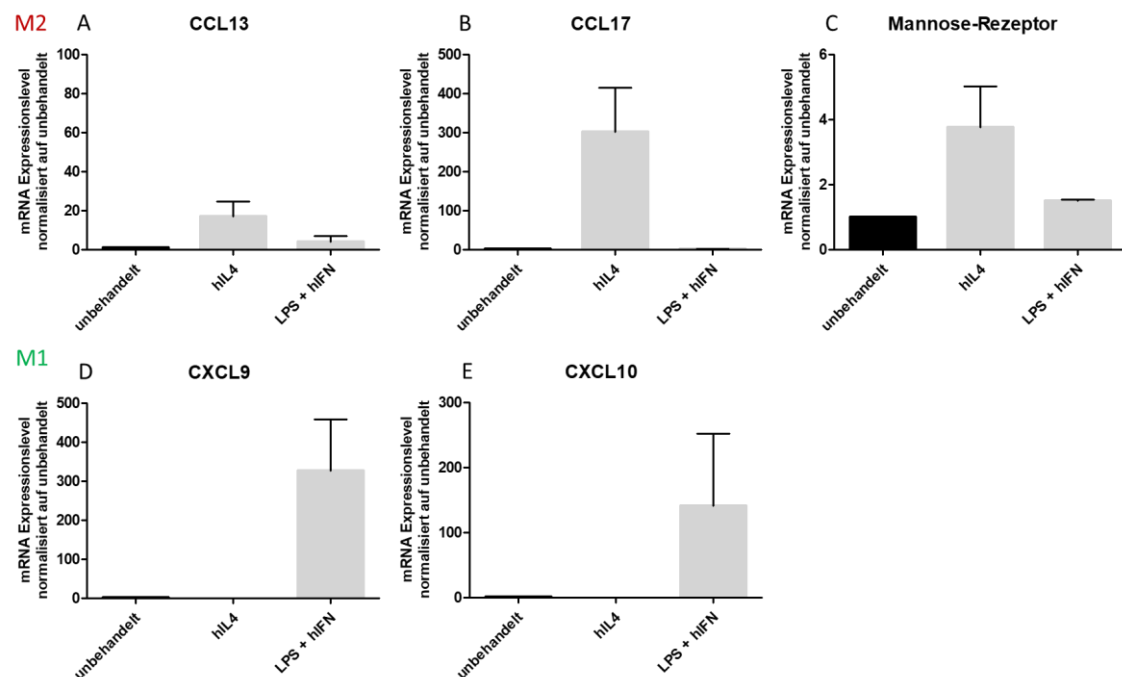 M2
A
CCL13
mRNA Expressionslevel
normalisiert auf unbehandelt
100
80
60
40
20
0
unbehandelt
hIL4
LPS + hIFN
B
CCL17
mRNA Expressionslevel
normalisiert auf unbehandelt
500
400
300
200
100
0
unbehandelt
hIL4
LPS + hIFN
C
Mannose-Rezeptor
mRNA Expressionslevel
normalisiert auf unbehandelt
6
4
2
0
unbehandelt
hIL4
LPS + hIFN
M1
D
CXCL9
mRNA Expressionslevel
normalisiert auf unbehandelt
500
400
300
200
100
0
unbehandelt
hIL4
LPS + hIFN
E
CXCL10
mRNA Expressionslevel
normalisiert auf unbehandelt
300
200
100
0
unbehandelt
hIL4
LPS + hIFN